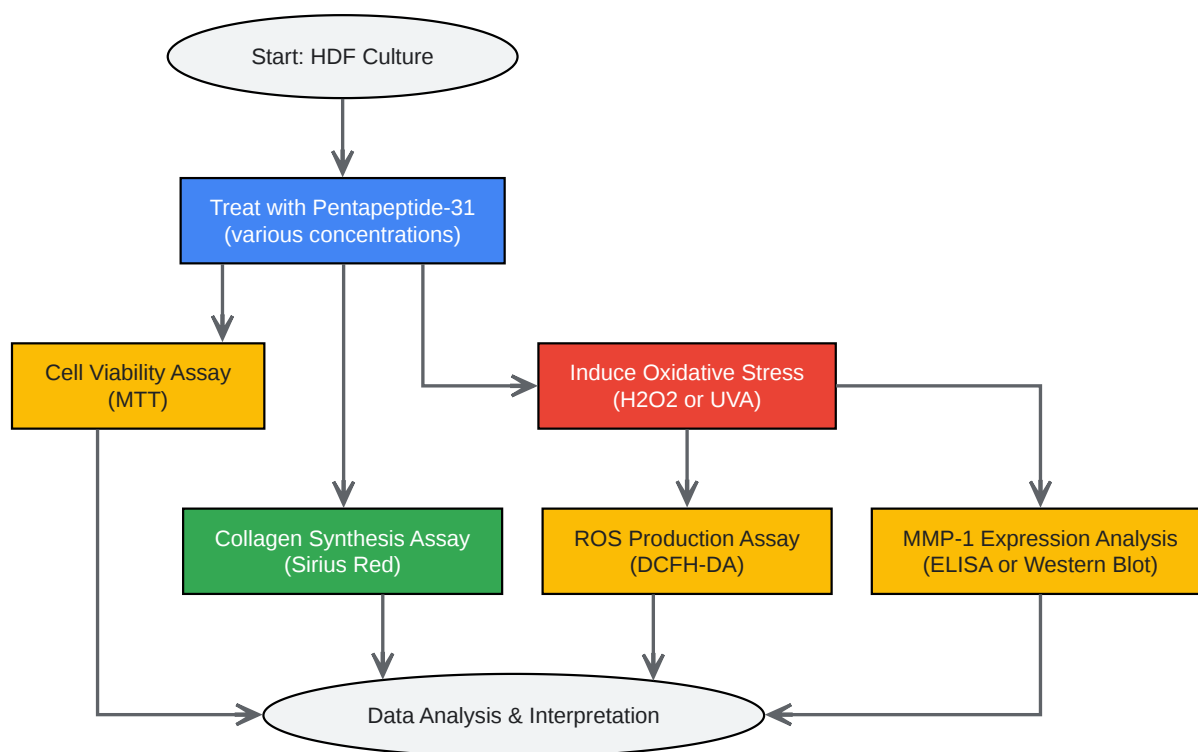 Start: HDF Culture
Treat with Pentapeptide-31
(various concentrations)
Cell Viability Assay
(MTT)
Induce Oxidative Stress
(H2O2 or UVA)
Collagen Synthesis Assay
(Sirius Red)
ROS Production Assay
(DCFH-DA)
MMP-1 Expression Analysis
(ELISA or Western Blot)
Data Analysis & Interpretation